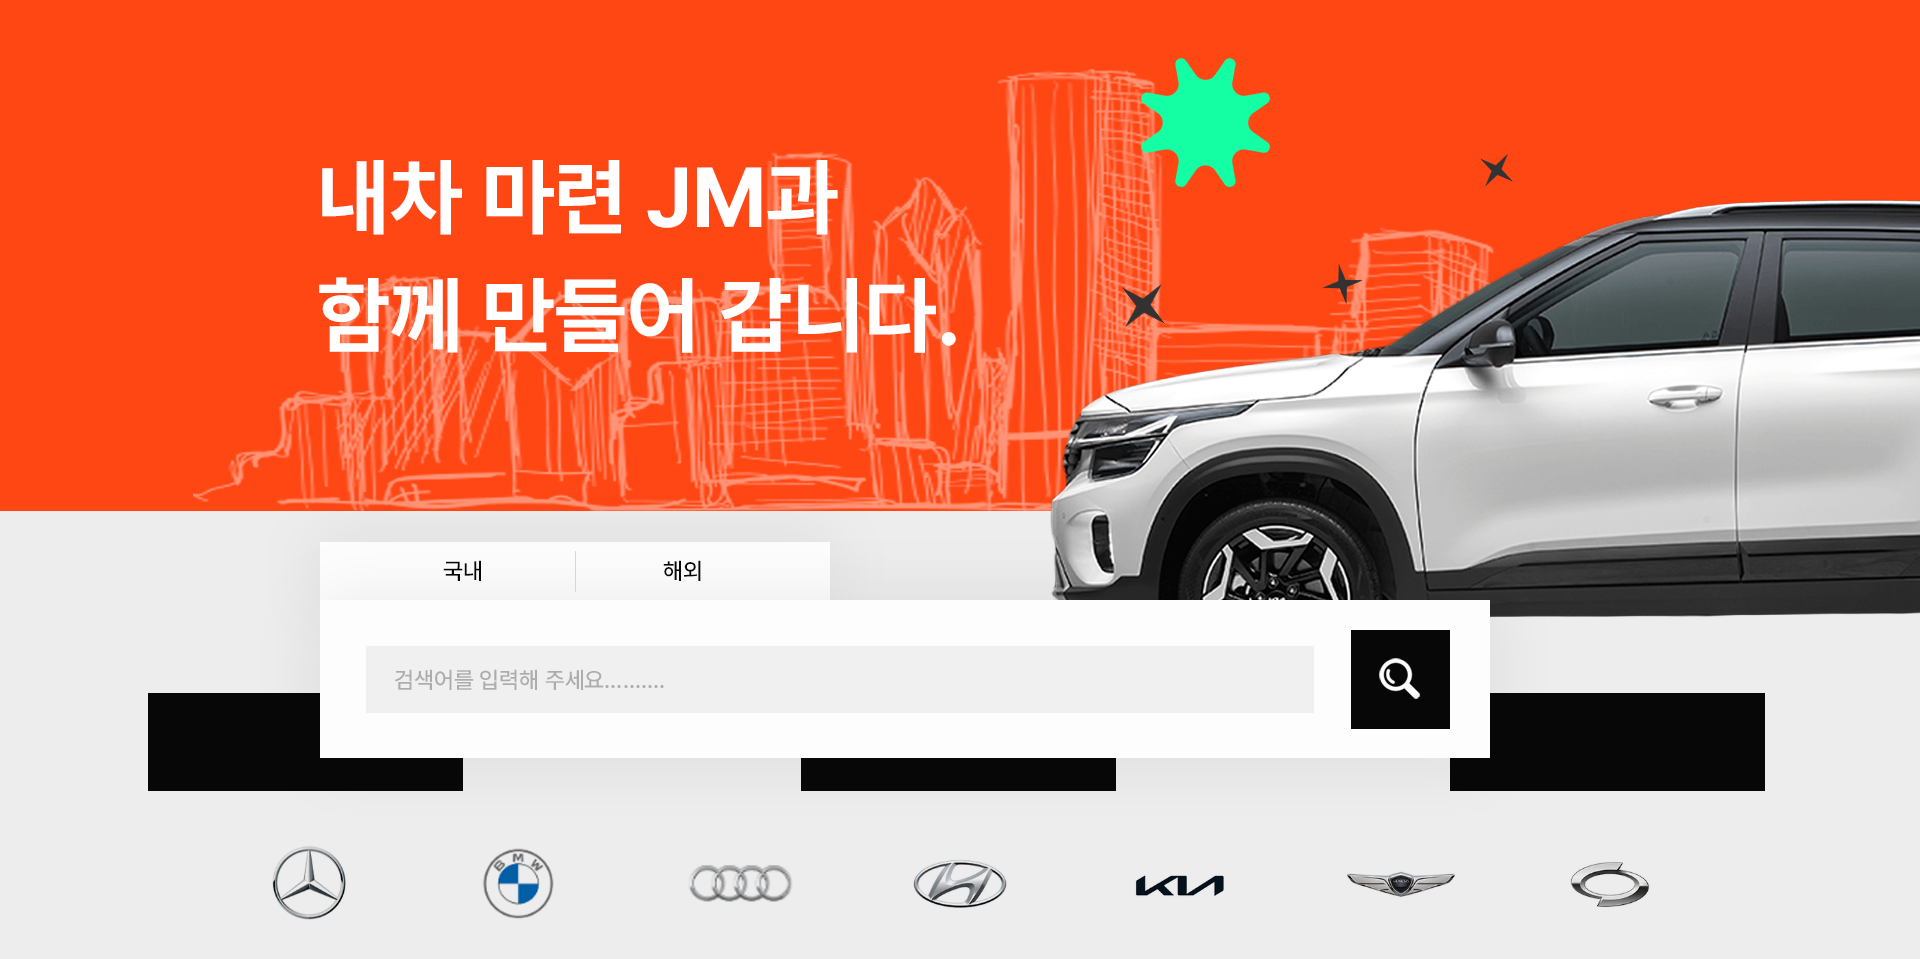 내차 마련 JM과
함께 만들어 갑니다.
국내
해외
검색어를 입력해 주세요..........
BMW
KIA